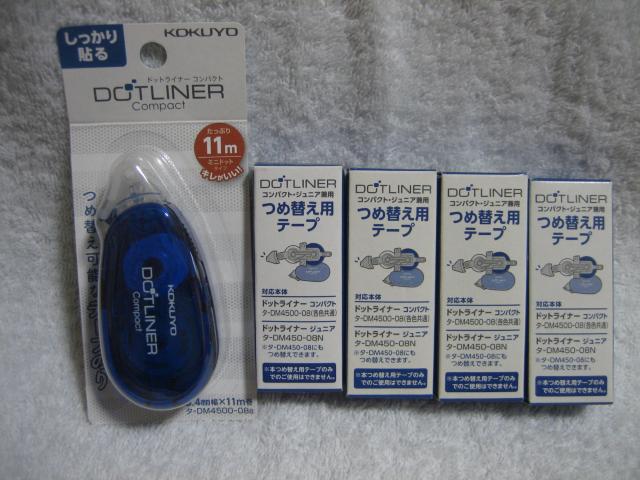 しっかり
貼る
KOKUYO
ドットライナー コンパクト
DOTLINER
Compact
たっぷり
11m
ミニドット
タイプ
キレがいい!
つめ替え可能
KOKUYO
DOTLINER
Compact
.4mm幅×11m巻
タ-DM4500-08B
DOTLINER
コンパクト・ジュニア兼用
つめ替え用
テープ
対応本体
ドットライナー コンパクト
タ-DM4500-08(各色共通)
ドットライナー ジュニア
タ-DM450-08N
※タ-DM450-08にも
つめ替えできます。
※本つめ替え用テープのみ
でのご使用はできません。
DOTLINER
コンパクト・ジュニア兼用
つめ替え用
テープ
対応本体
ドットライナー コンパクト
タ-DM4500-08(各色共通)
ドットライナー ジュニア
タ-DM450-08N
※タ-DM450-08にも
つめ替えできます。
※本つめ替え用テープのみ
でのご使用はできません。
DOTLINER
コンパクト・ジュニア兼用
つめ替え用
テープ
対応本体
ドットライナー コンパクト
タ-DM4500-08(各色共通)
ドットライナー ジュニア
タ-DM450-08N
※タ-DM450-08にも
つめ替えできます。
※本つめ替え用テープのみ
でのご使用はできません。
DOTLINER
コンパクト・ジュニア兼用
つめ替え用
テープ
対応本体
ドットライナー コンパクト
タ-DM4500-08(各色共通)
ドットライナー ジュニア
タ-DM450-08N
※タ-DM450-08にも
つめ替えできます。
※本つめ替え用テープのみ
でのご使用はできません。